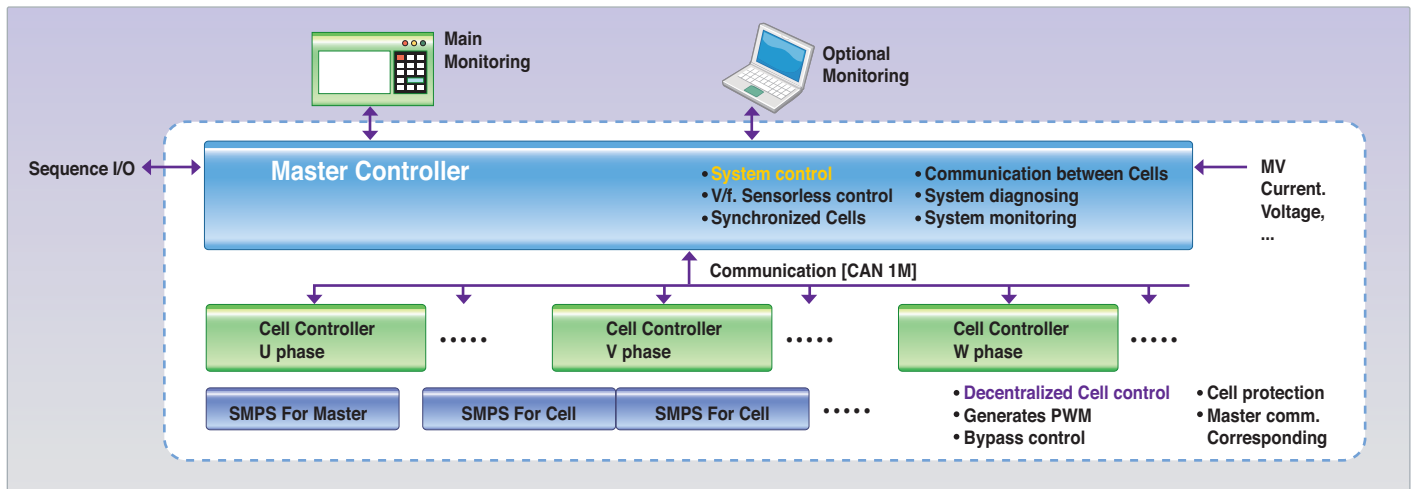 Main
Monitoring
Optional
Monitoring
Sequence I/O
Master Controller
• System control
• V/f. Sensorless control
• Synchronized Cells
• Communication between Cells
• System diagnosing
• System monitoring
MV
Current.
Voltage,
...
Communication [CAN 1M]
Cell Controller
U phase
•••••
Cell Controller
V phase
•••••
Cell Controller
W phase
•••••
SMPS For Master
SMPS For Cell
SMPS For Cell
•••••
• Decentralized Cell control
• Generates PWM
• Bypass control
• Cell protection
• Master comm.
Corresponding